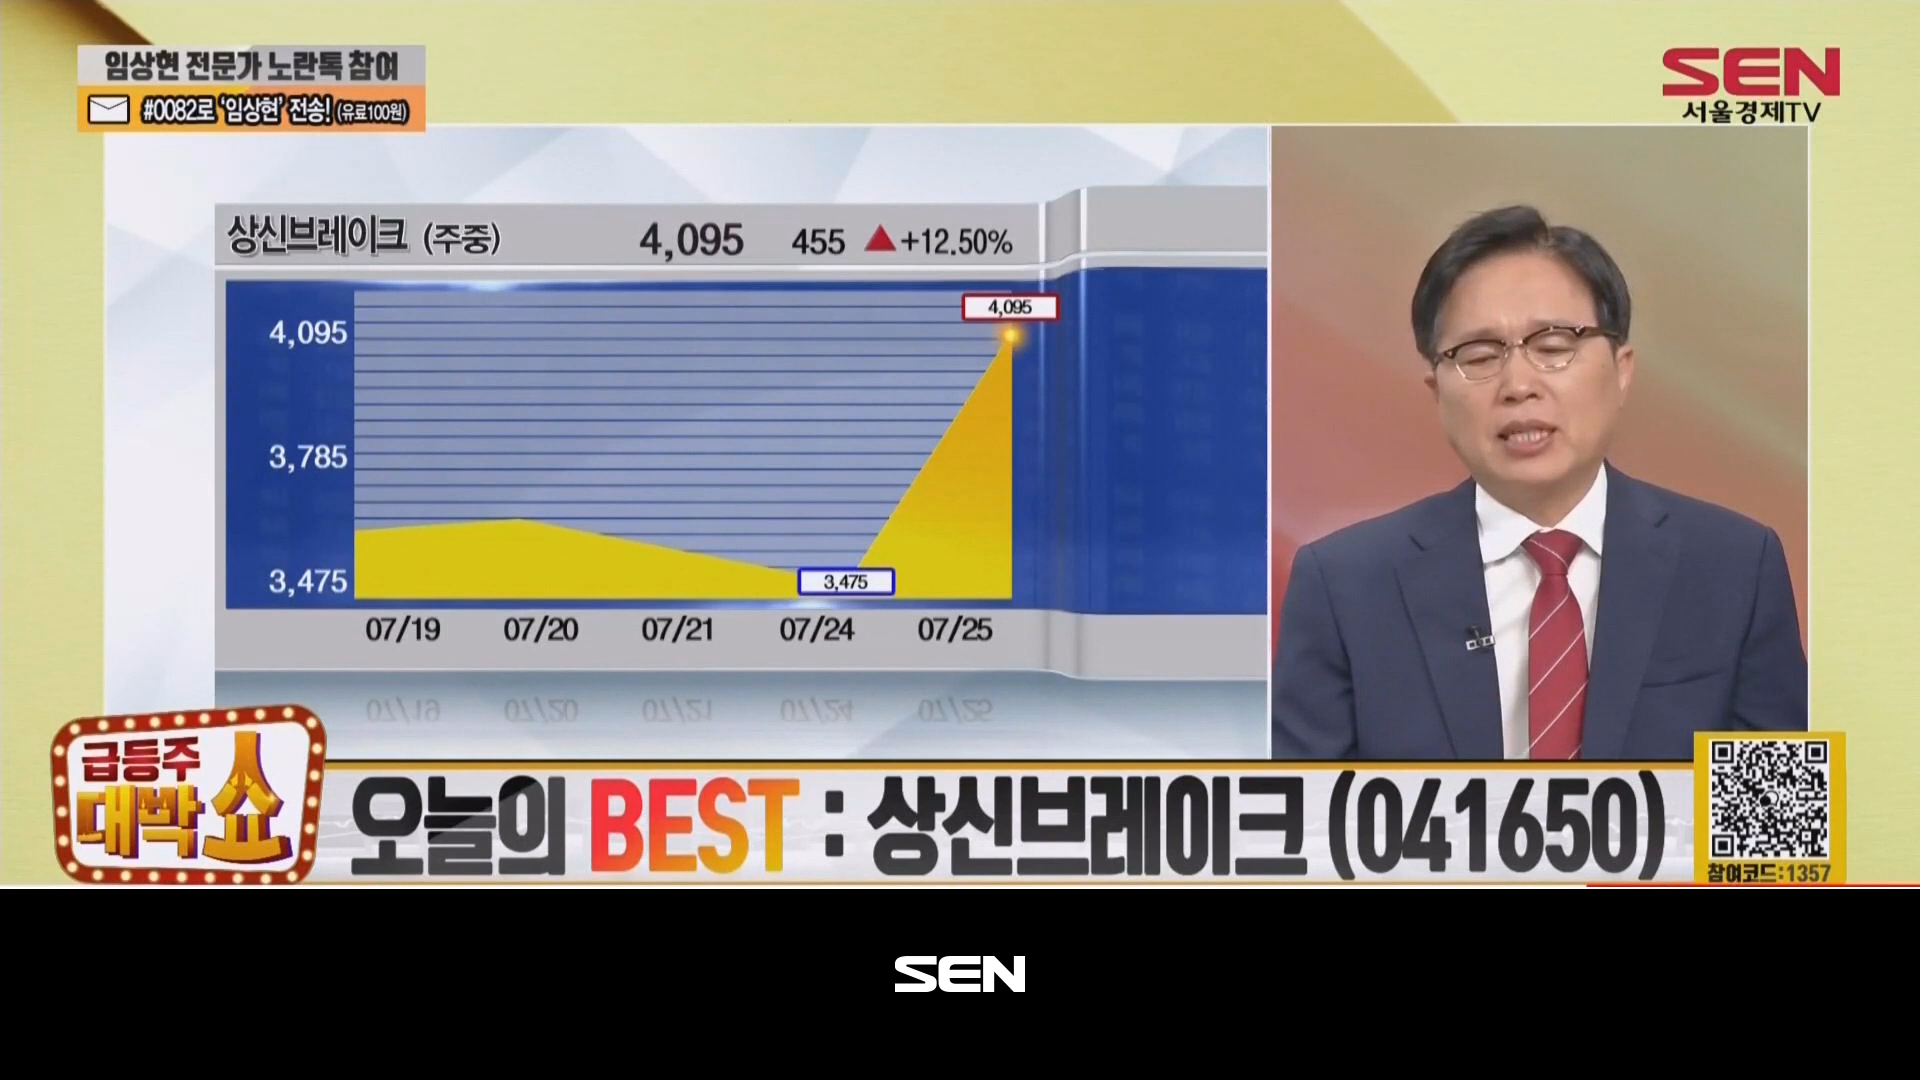 임상현 전문가 노란톡 참여
#0082로 '임상현' 전송! (유료100원)
SEN
서울경제TV
상신브레이크 (주중) 4,095 455 ▲+12.50%
4,095
4,095
3,785
3,475
3,475
07/19 07/20 07/21 07/24 07/25
급등주
대박 쇼
오늘의 BEST : 상신브레이크 (041650)
참여코드:1357
SEN